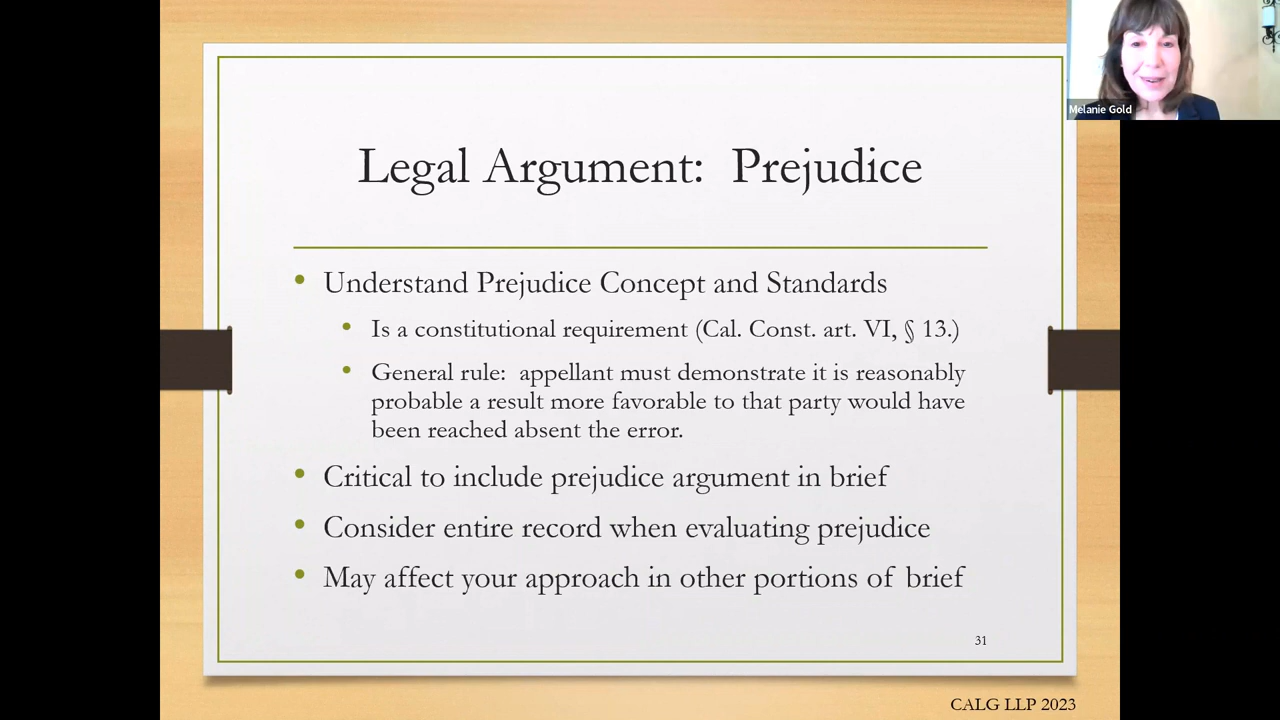 Melanie Gold
Legal Argument: Prejudice
• Understand Prejudice Concept and Standards
• Is a constitutional requirement (Cal. Const. art. VI, § 13.)
• General rule: appellant must demonstrate it is reasonably
probable a result more favorable to that party would have
been reached absent the error.
• Critical to include prejudice argument in brief
• Consider entire record when evaluating prejudice
• May affect your approach in other portions of brief
31
CALG LLP 2023